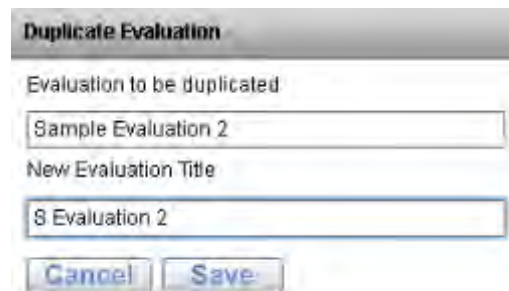 Duplicate Evaluation
Evaluation to be duplicated
Sample Evaluation 2
New Evaluation Title
S Evaluation 2
Cancel Save